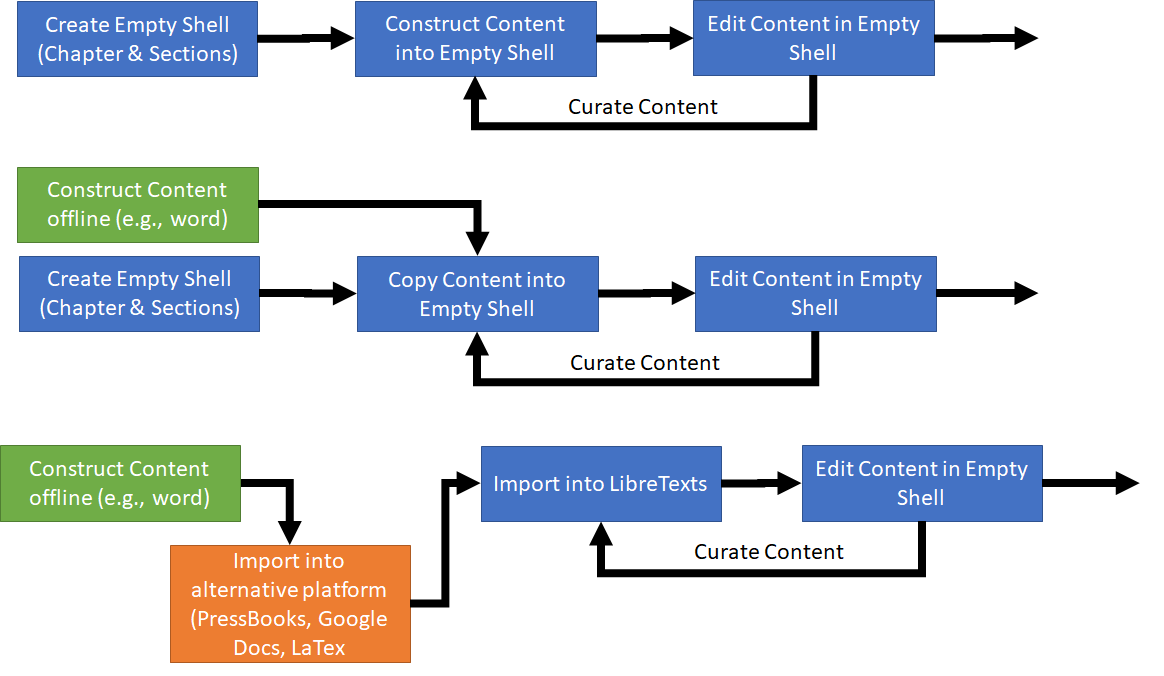 Create Empty Shell
(Chapter & Sections)
Construct Content
into Empty Shell
Edit Content in Empty
Shell
Curate Content
Construct Content
offline (e.g., word)
Create Empty Shell
(Chapter & Sections)
Copy Content into
Empty Shell
Edit Content in Empty
Shell
Curate Content
Construct Content
offline (e.g., word)
Import into
alternative platform
(PressBooks, Google
Docs, LaTex
Import into LibreTexts
Edit Content in Empty
Shell
Curate Content